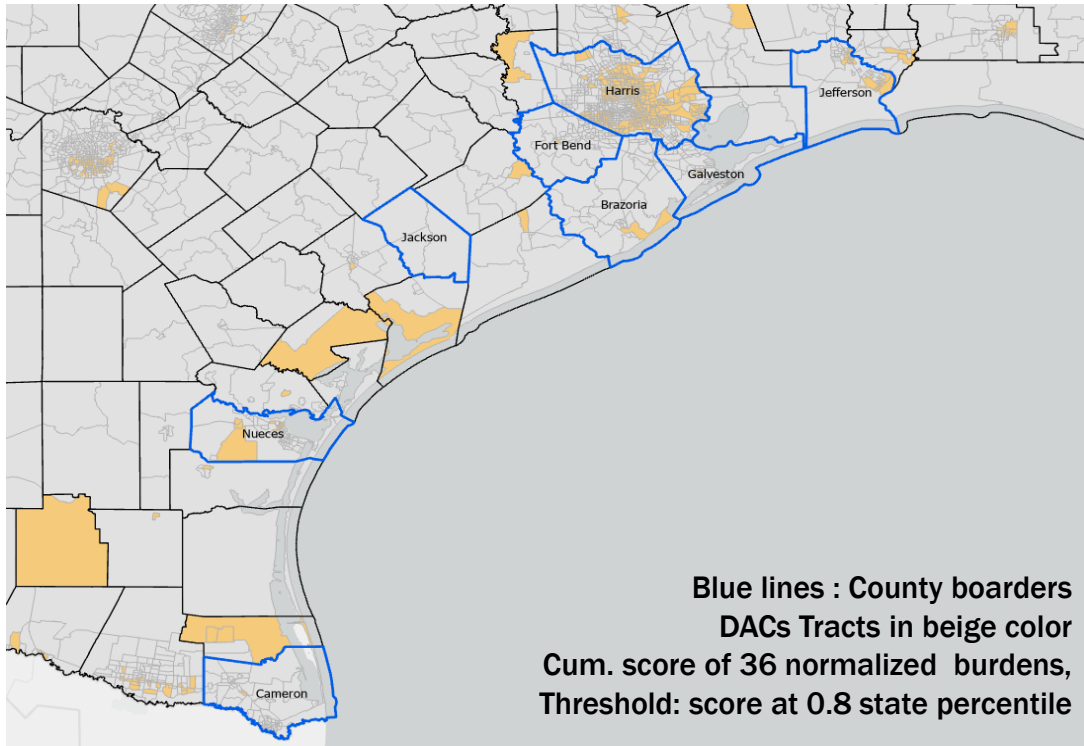 Harris
Jefferson
Fort Bend
Galveston
Brazoria
Jackson
Nueces
Blue lines : County boarders
DACs Tracts in beige color
Cum. score of 36 normalized burdens,
Cameron
Threshold: score at 0.8 state percentile